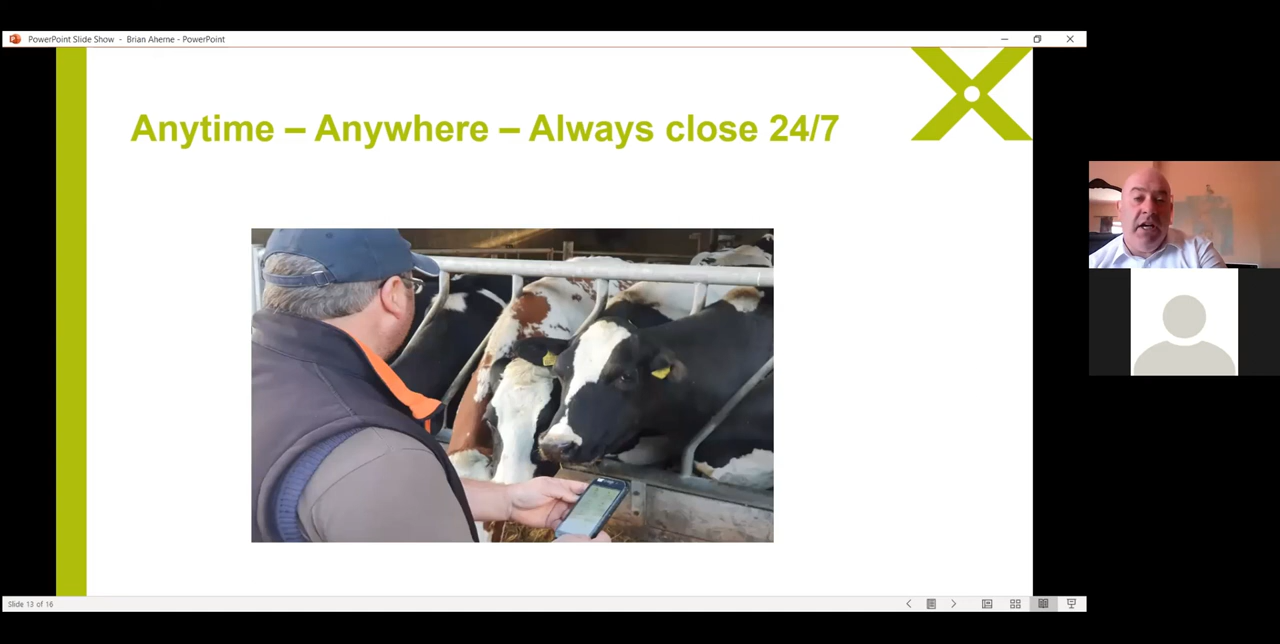 PowerPoint Slide Show - Brian Aherne - PowerPoint
Anytime – Anywhere – Always close 24/7
Slide 13 of 16